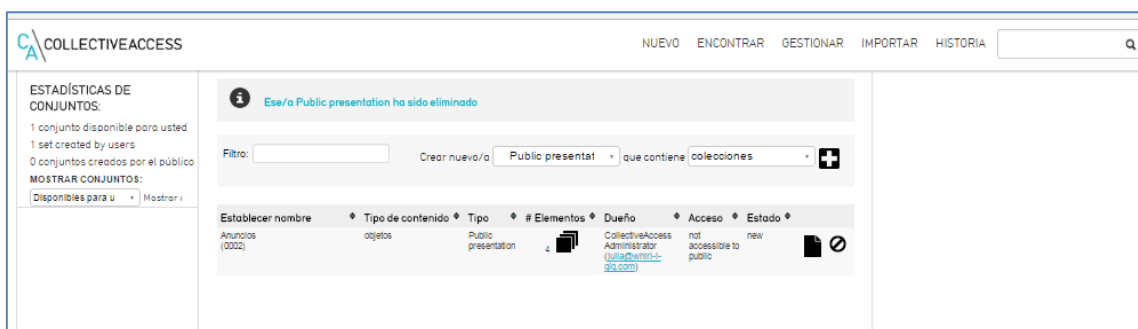 CA COLLECTIVEACCESS
NUEVO ENCONTRAR GESTIONAR IMPORTAR HISTORIA
ESTADÍSTICAS DE
CONJUNTOS:
1 conjunto disponible para usted
1 set created by users
0 conjuntos creados por el público
MOSTRAR CONJUNTOS:
Disponibles para u Mostrar ›
Ese/a Public presentation ha sido eliminado
Filtro: Crear nuevo/a Public presentat que contiene colecciones
Establecer nombre Tipo de contenido Tipo # Elementos Dueño Acceso Estado
Anuncios
(0002)
objetos
Public
presentation
4
CollectiveAccess
Administrator
(julia@whirl-i-
gig.com)
not
accessible to
public
new